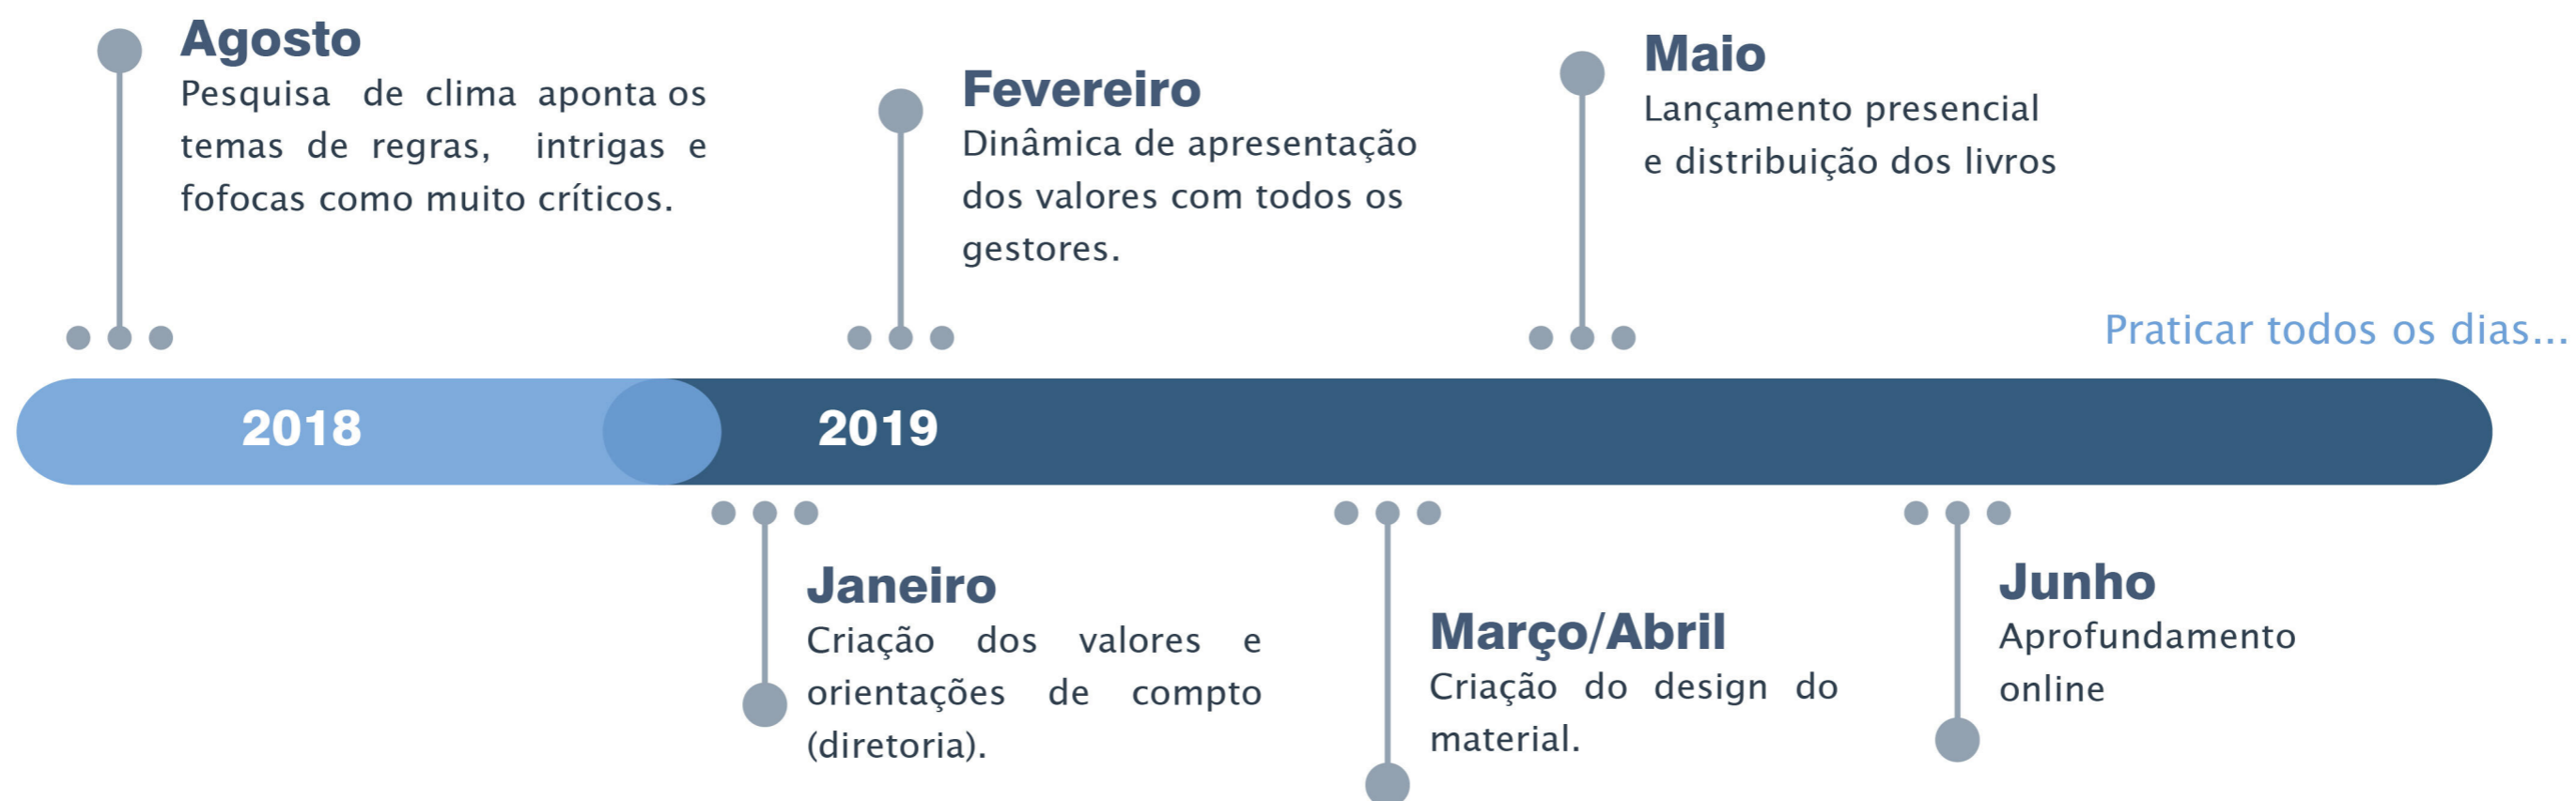 Agosto
Pesquisa de clima aponta os
temas de regras, intrigas e
fofocas como muito críticos.
Fevereiro
Dinâmica de apresentação
dos valores com todos os
gestores.
Maio
Lançamento presencial
e distribuição dos livros
Praticar todos os dias...
2018
2019
Janeiro
Criação dos valores e
orientações de compto
(diretoria).
Março/Abril
Criação do design do
material.
Junho
Aprofundamento
online